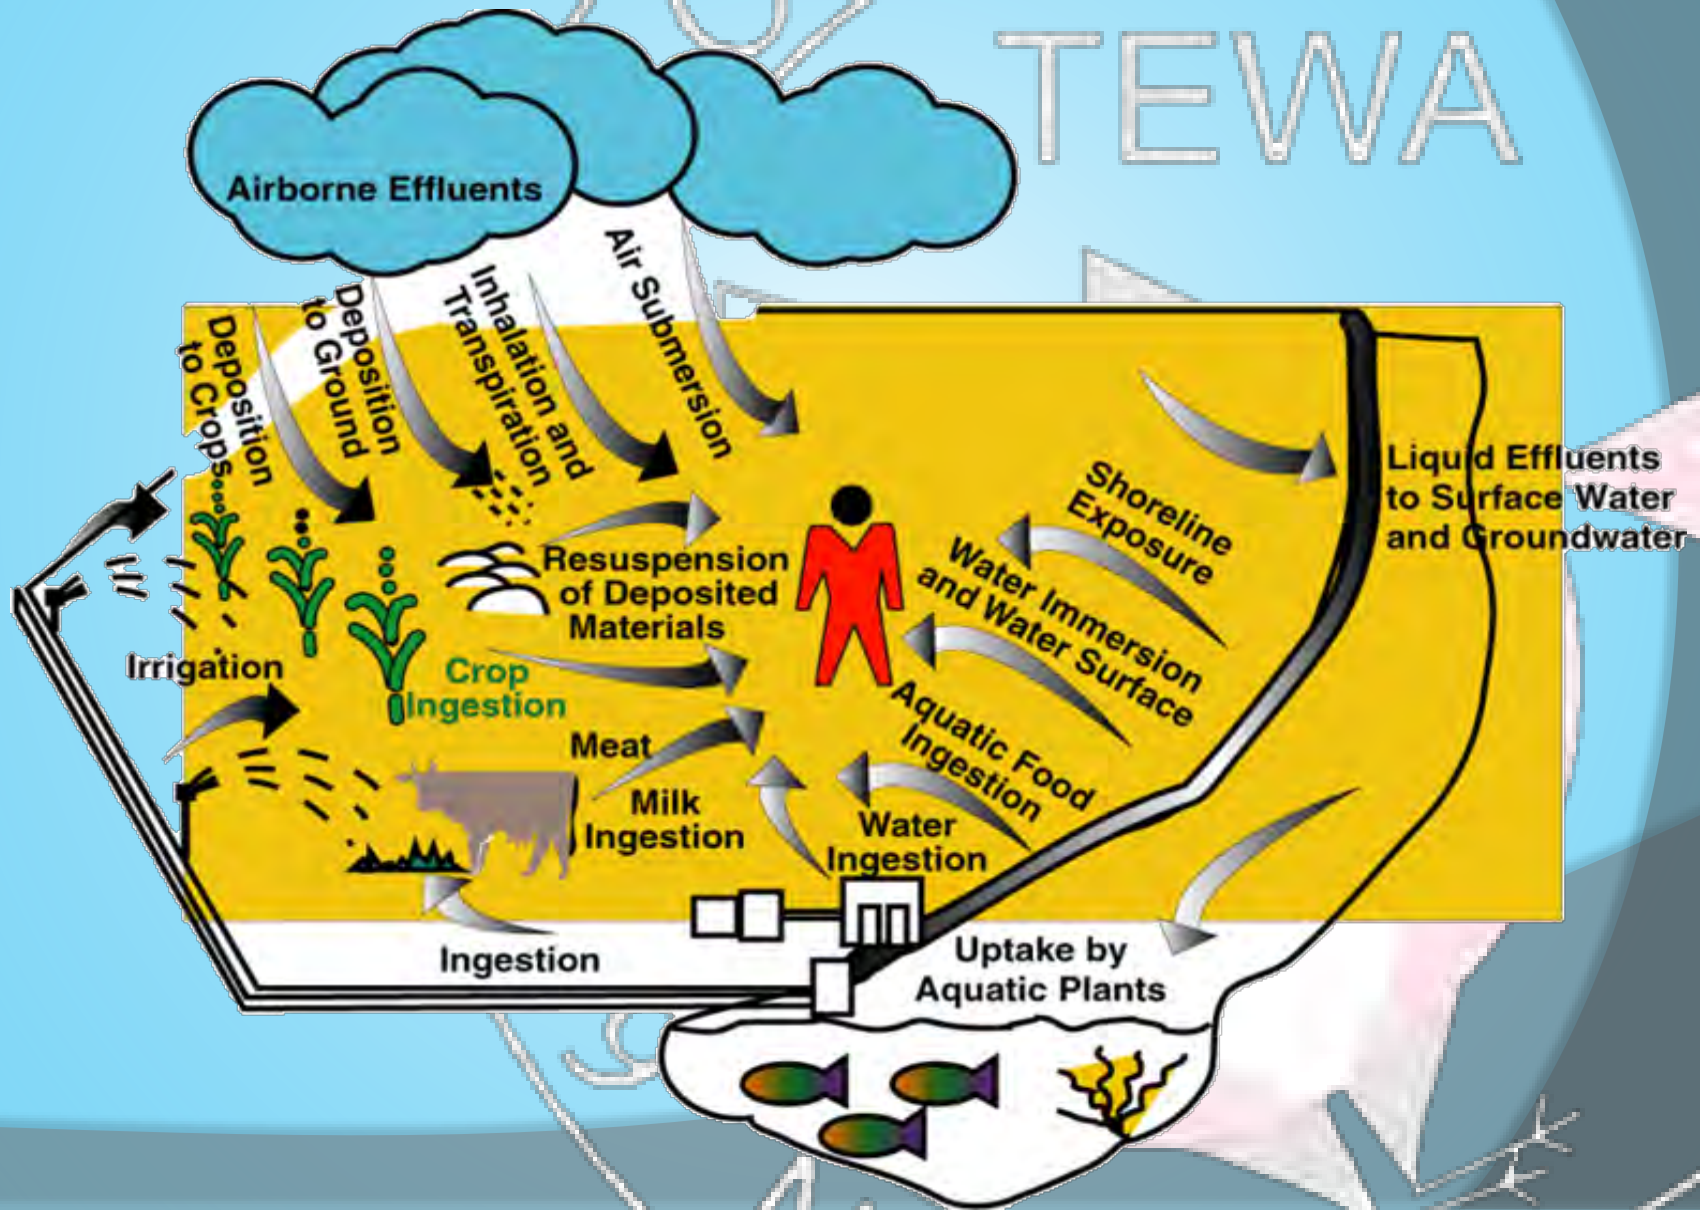 TEWA
Airborne Effluents
Deposition
to Crops
Deposition
to Ground
Inhalation and
Transpiration
Air Submersion
Liquid Effluents
to Surface Water
and Groundwater
Shoreline
Exposure
Water Immersion
and Water Surface
Resuspension
of Deposited
Materials
Irrigation
Crop
Ingestion
Aquatic Food
Ingestion
Meat
Milk
Ingestion
Water
Ingestion
Ingestion
Uptake by
Aquatic Plants